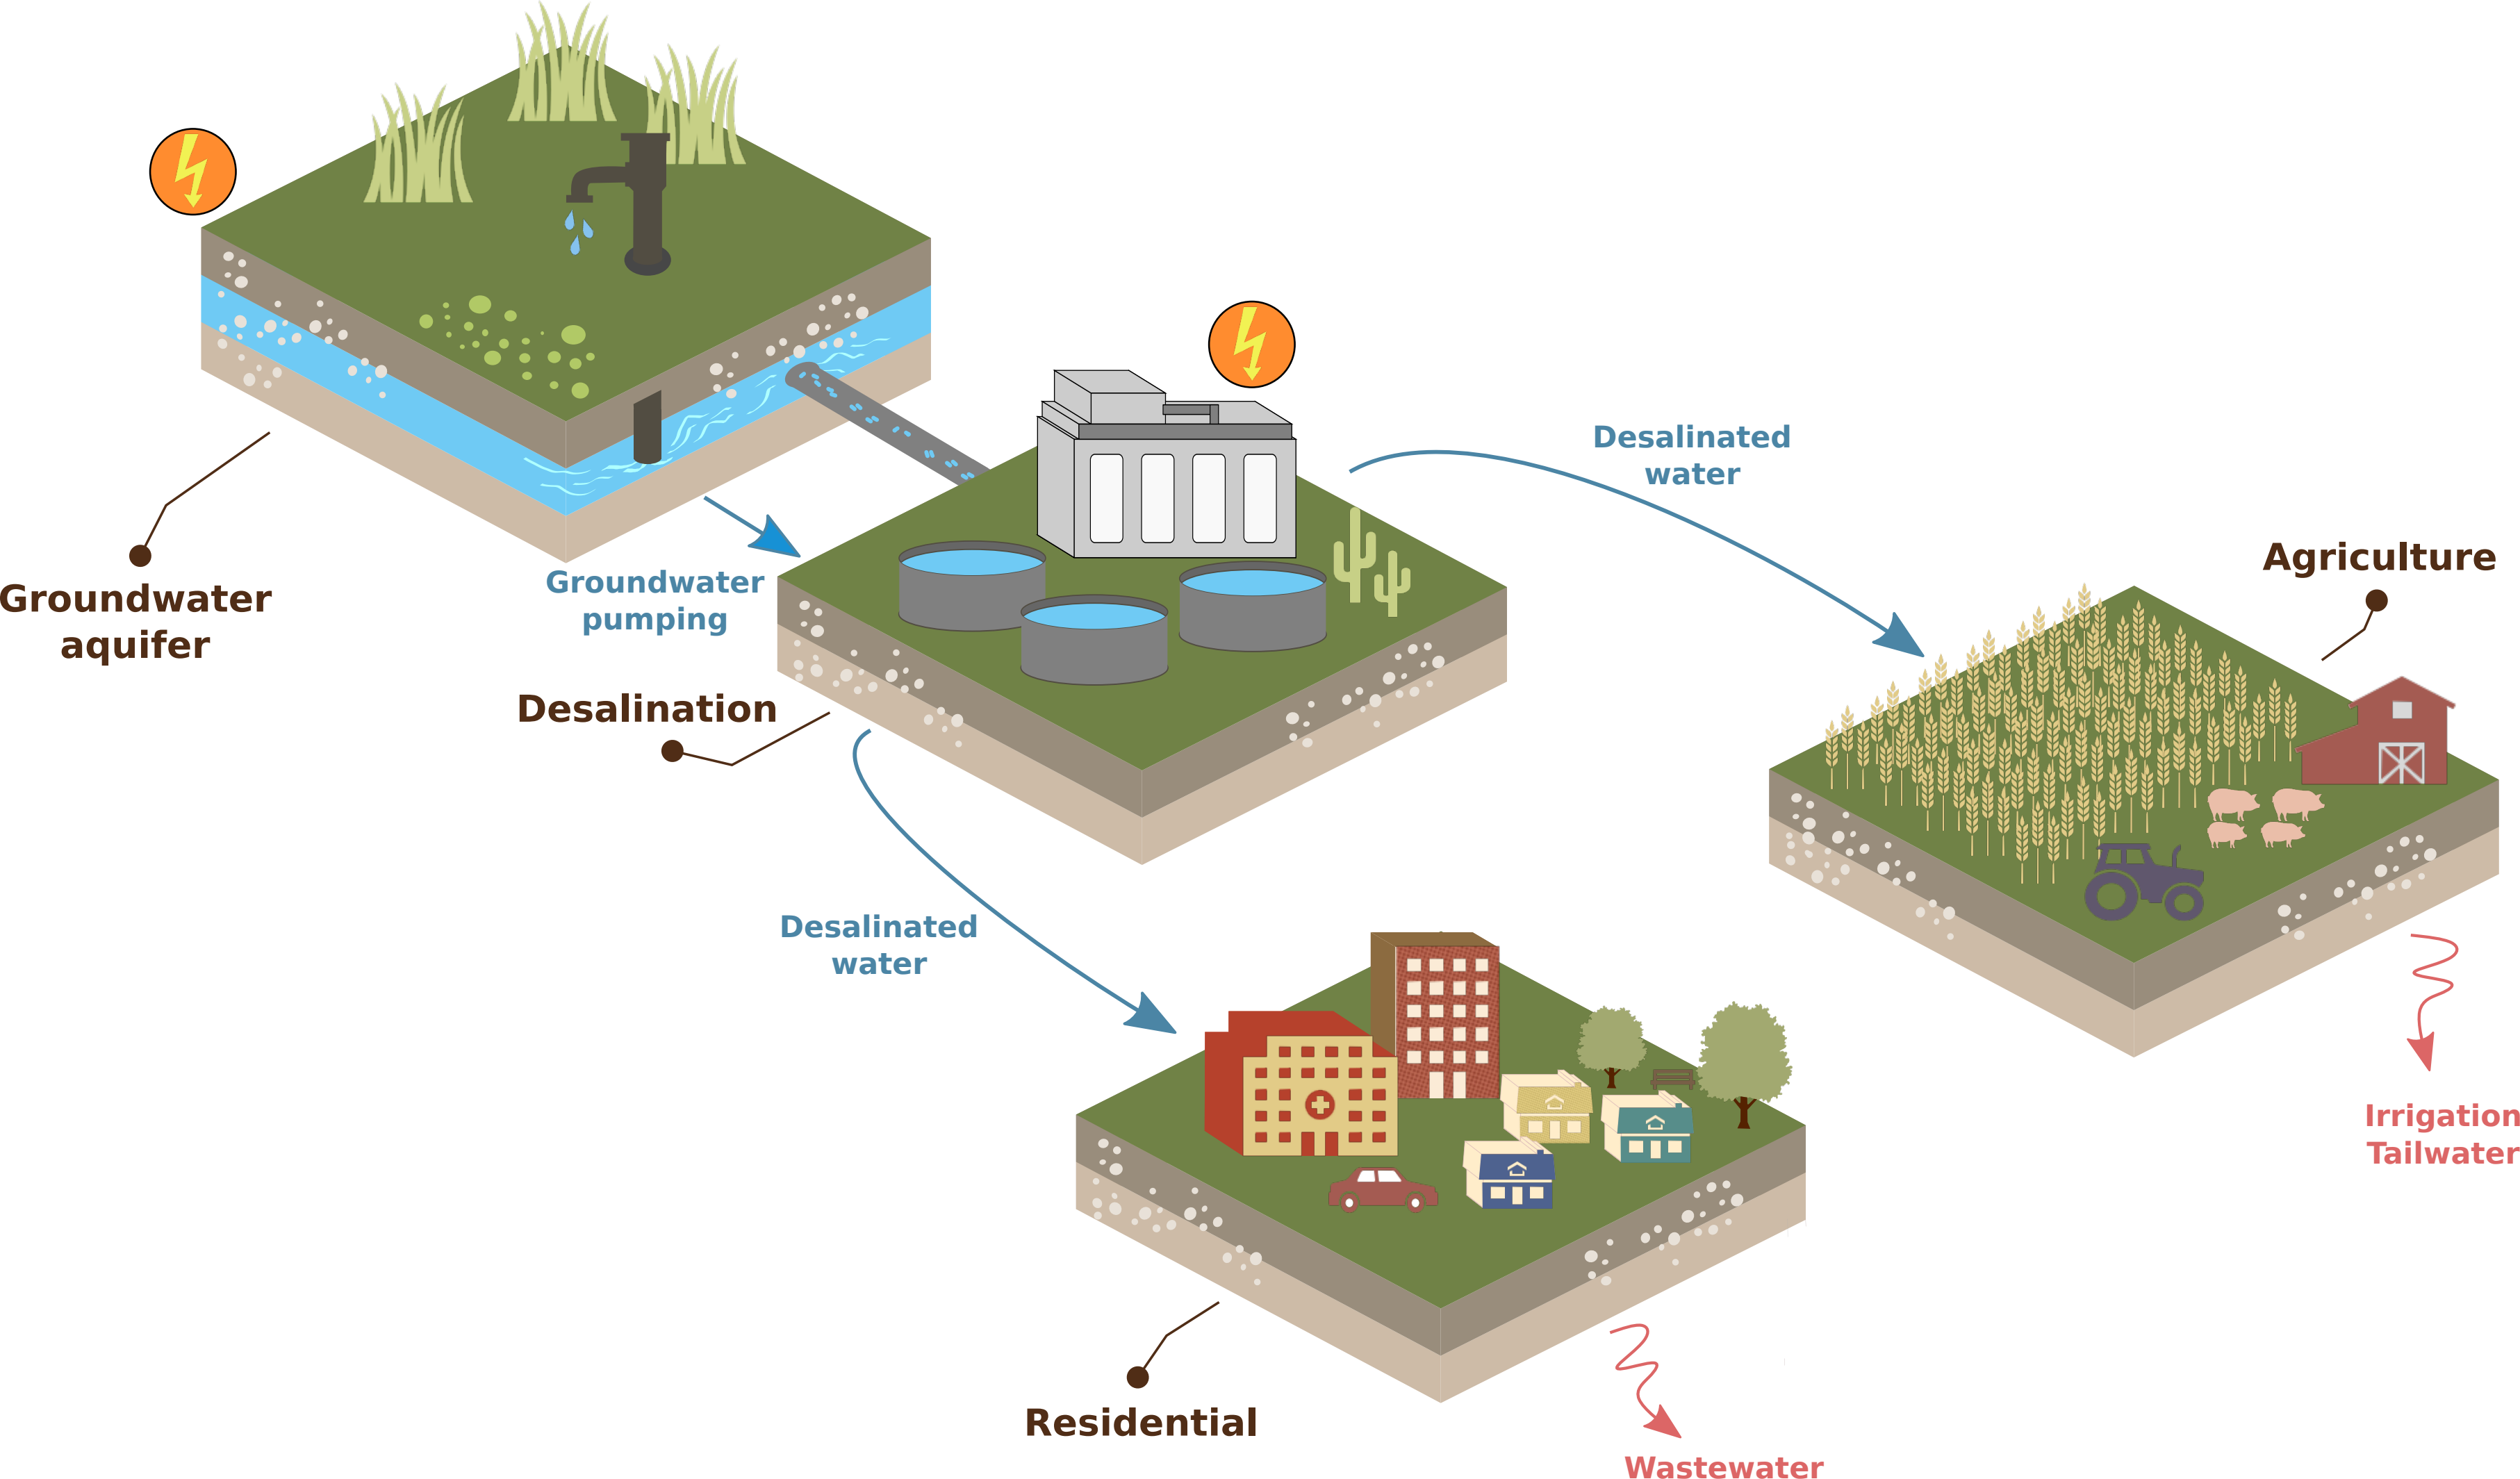 Desalinated
water
Agriculture
Groundwater
aquifer
Groundwater
pumping
Desalination
Desalinated
water
Irrigation
Tailwater
Residential
Wastewater